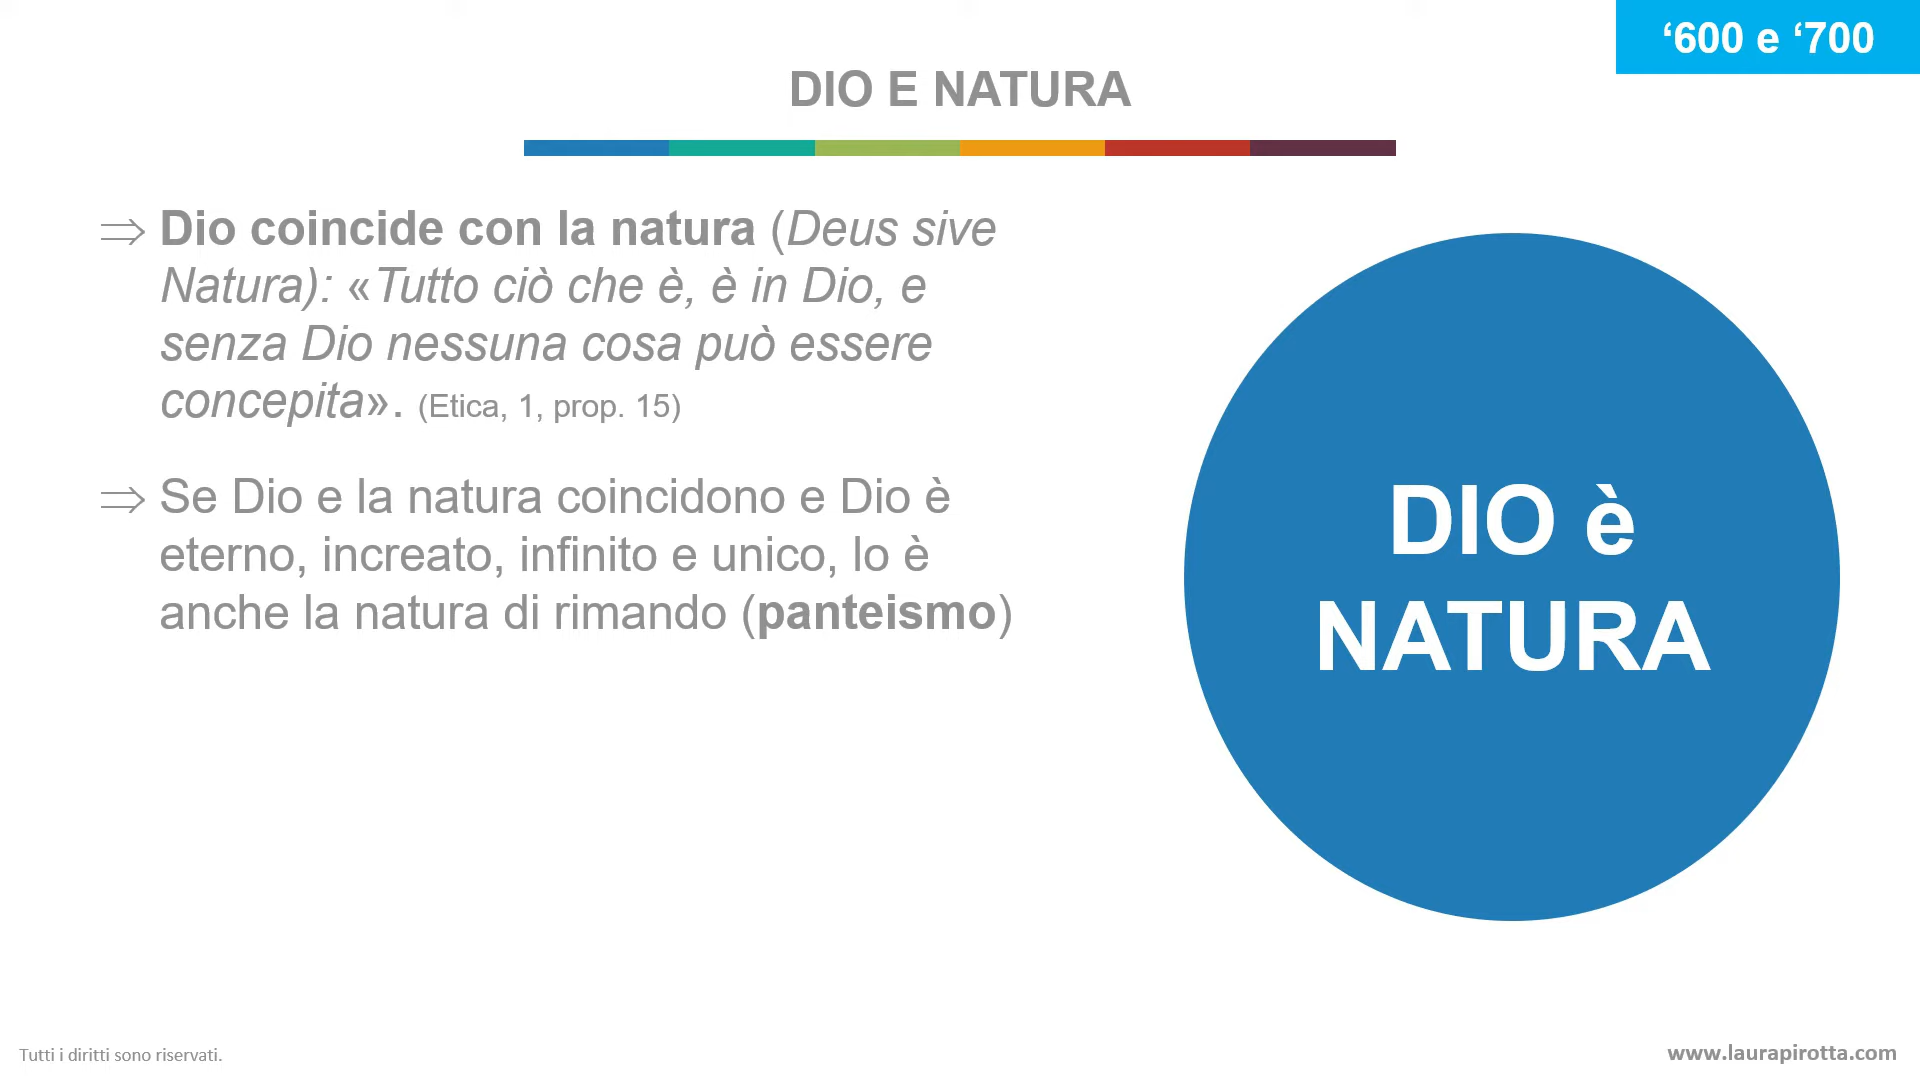 ‘600 e ‘700
DIO E NATURA
⇒ Dio coincide con la natura (Deus sive
Natura): «Tutto ciò che è, è in Dio, e
senza Dio nessuna cosa può essere
concepita». (Etica, 1, prop. 15)
⇒ Se Dio e la natura coincidono e Dio è
eterno, increato, infinito e unico, lo è
anche la natura di rimando (panteismo)
DIO è
NATURA
Tutti i diritti sono riservati.
www.laurapirotta.com